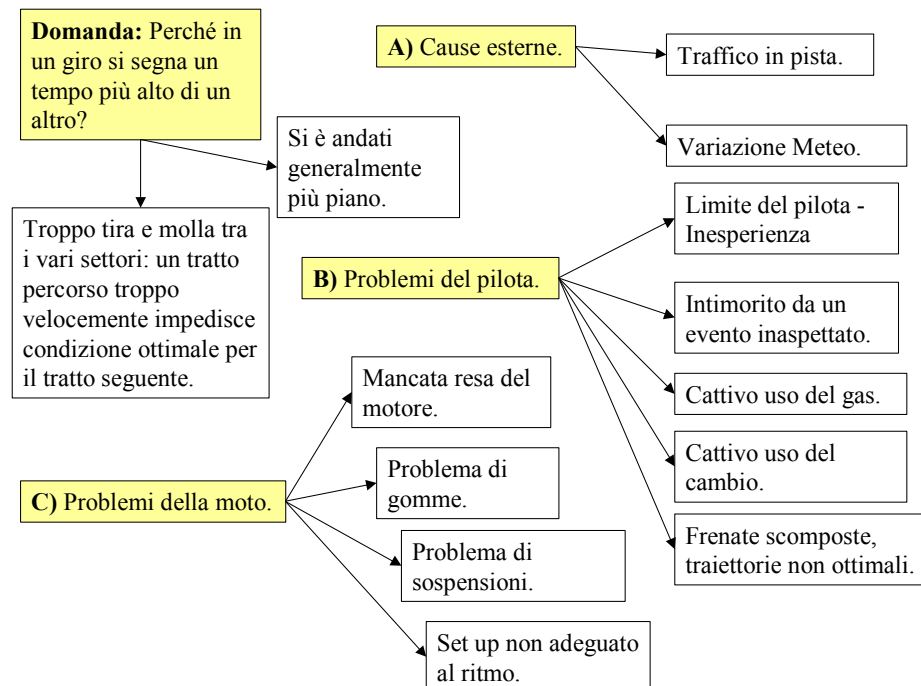 Domanda: Perché in
un giro si segna un
tempo più alto di un
altro?
Si è andati
generalmente
più piano.
Troppo tira e molla tra
i vari settori: un tratto
percorso troppo
velocemente impedisce
condizione ottimale per
il tratto seguente.
A) Cause esterne.
Traffico in pista.
Variazione Meteo.
B) Problemi del pilota.
Limite del pilota -
Inesperienza
Intimorito da un
evento inaspettato.
Cattivo uso del gas.
Cattivo uso del
cambio.
Frenate scomposte,
traiettorie non ottimali.
C) Problemi della moto.
Mancata resa del
motore.
Problema di
gomme.
Problema di
sospensioni.
Set up non adeguato
al ritmo.